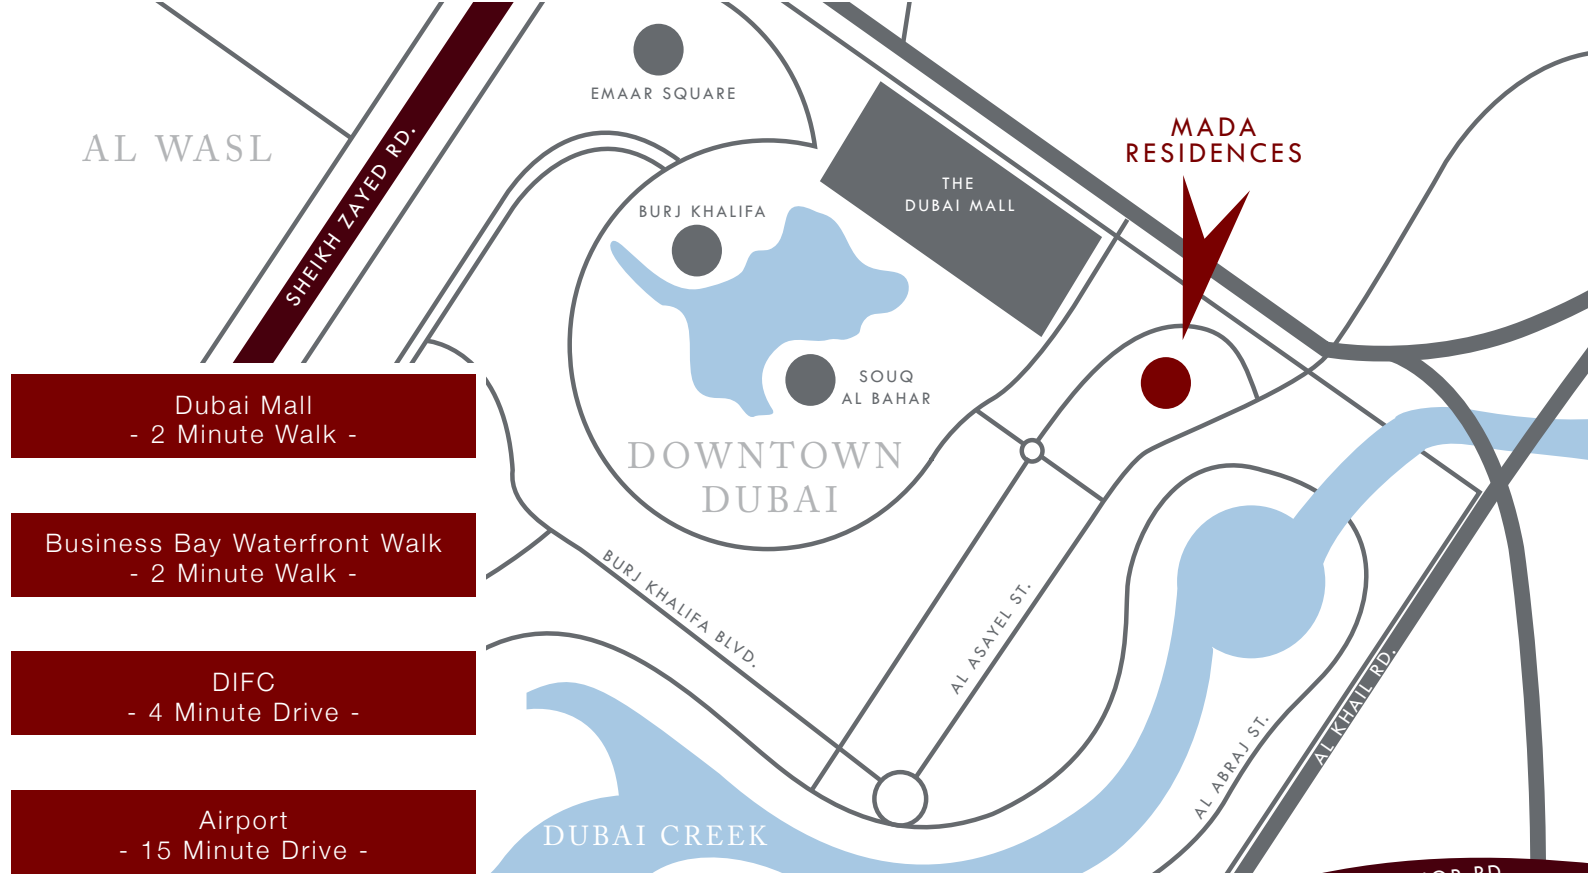 EMAAR SQUARE
AL WASL
SHEIKH ZAYED RD.
MADA
RESIDENCES
THE
DUBAI MALL
BURJ KHALIFA
SOUQ
AL BAHAR
DOWNTOWN
DUBAI
Dubai Mall
- 2 Minute Walk -
Business Bay Waterfront Walk
- 2 Minute Walk -
DIFC
- 4 Minute Drive -
Airport
- 15 Minute Drive -
BURJ KHALIFA BLVD.
AL ASAYEL ST.
AL KHAIL RD.
AL ABRAJ ST.
DUBAI CREEK
RD